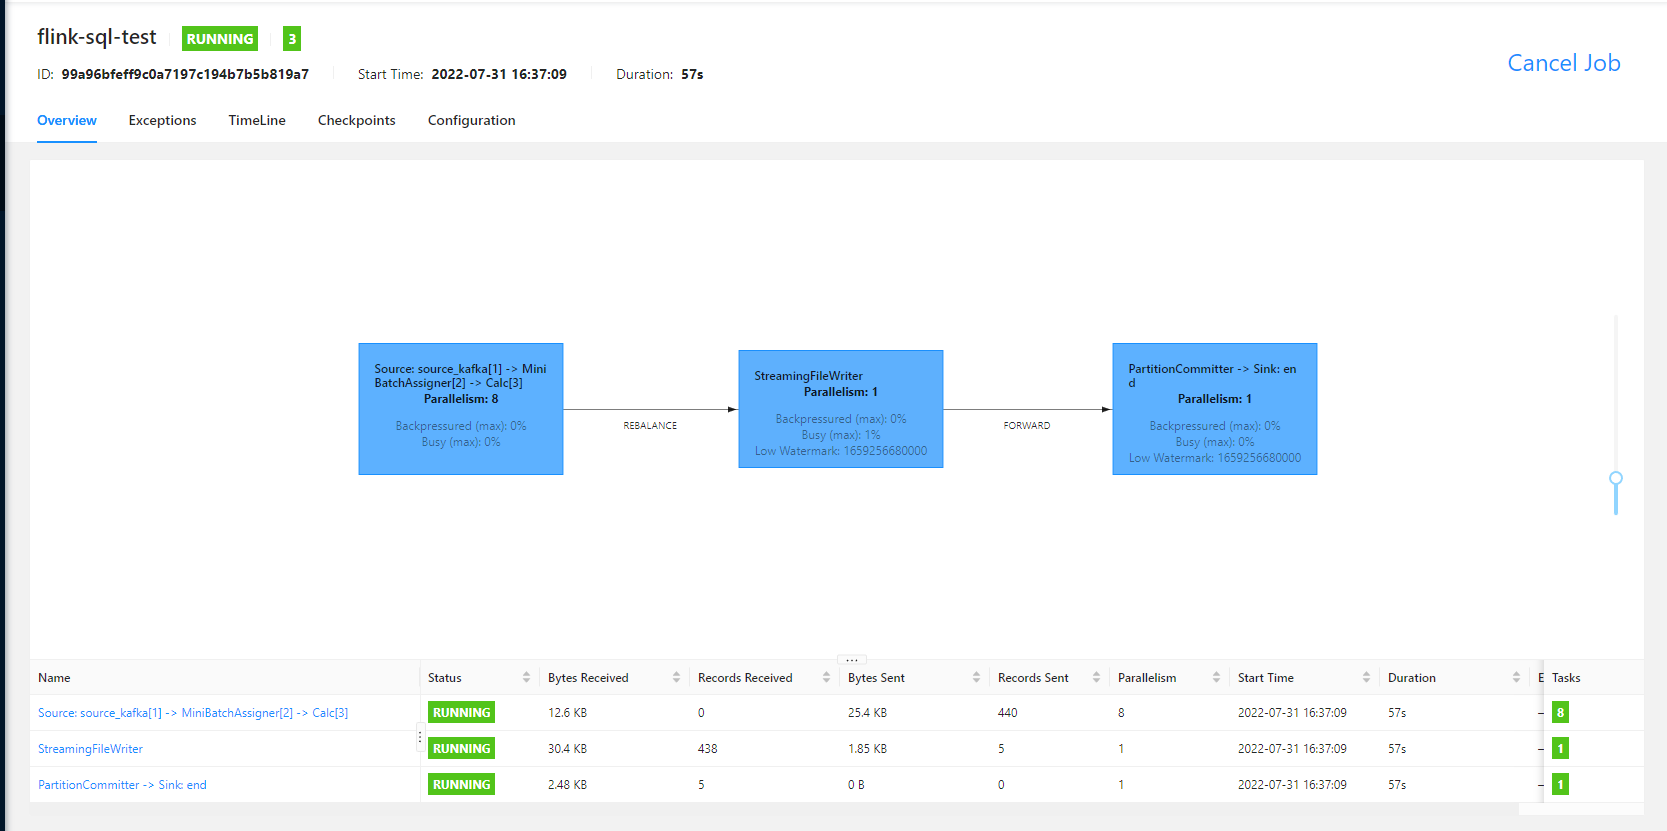 flink-sql-test RUNNING 3
ID: 99a96bfeff9c0a7197c194b7b5b819a7 Start Time: 2022-07-31 16:37:09 Duration: 57s
Cancel Job
Overview Exceptions TimeLine Checkpoints Configuration
Source: source_kafka[1] -> Mini
BatchAssigner[2] -> Calc[3]
Parallelism: 8
Backpressured (max): 0%
Busy (max): 0%
REBALANCE
StreamingFileWriter
Parallelism: 1
Backpressured (max): 0%
Busy (max): 1%
Low Watermark: 1659256680000
FORWARD
PartitionCommitter -> Sink: en
d
Parallelism: 1
Backpressured (max): 0%
Busy (max): 0%
Low Watermark: 1659256680000
Name Status Bytes Received Records Received Bytes Sent Records Sent Parallelism Start Time Duration Tasks
Source: source_kafka[1] -> MiniBatchAssigner[2] -> Calc[3] RUNNING 12.6 KB 0 25.4 KB 440 8 2022-07-31 16:37:09 57s 8
StreamingFileWriter RUNNING 30.4 KB 438 1.85 KB 5 1 2022-07-31 16:37:09 57s 1
PartitionCommitter -> Sink: end RUNNING 2.48 KB 5 0 B 0 1 2022-07-31 16:37:09 57s 1